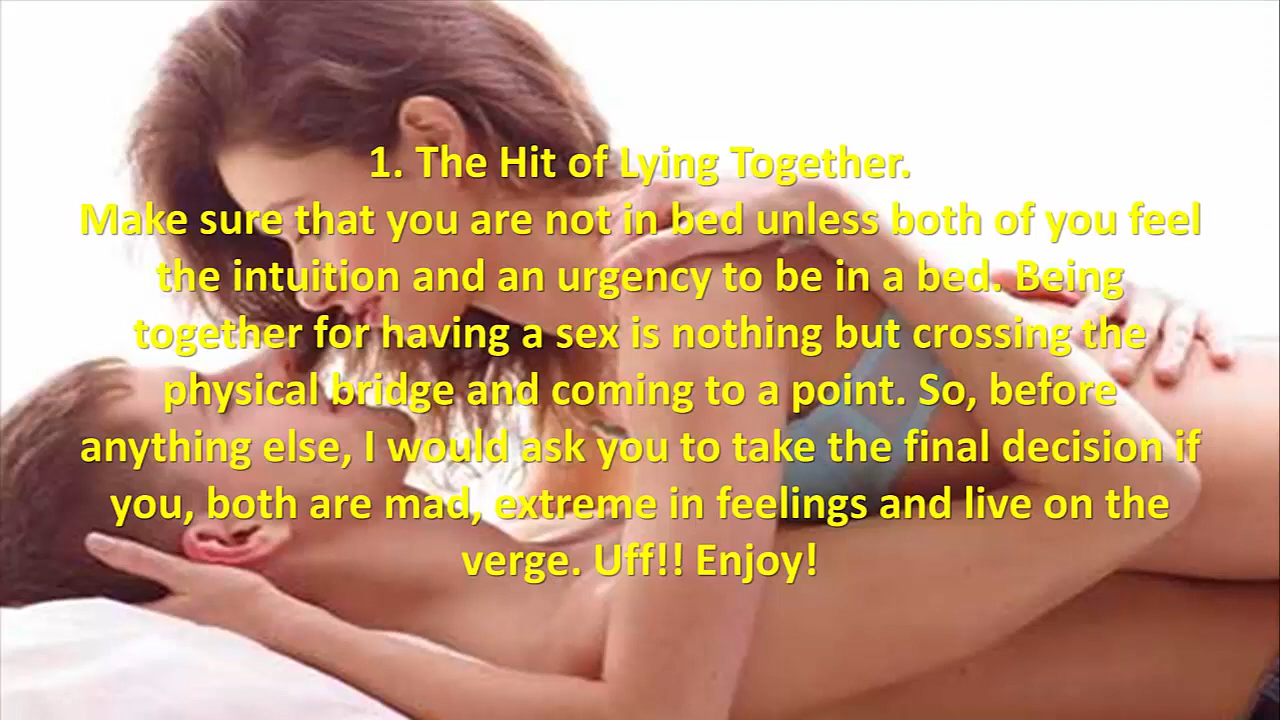 1. The Hit of Lying Together.
Make sure that you are not in bed unless both of you feel
the intuition and an urgency to be in a bed. Being
together for having a sex is nothing but crossing the
physical bridge and coming to a point. So, before
anything else, I would ask you to take the final decision if
you, both are mad, extreme in feelings and live on the
verge. Uff!! Enjoy!